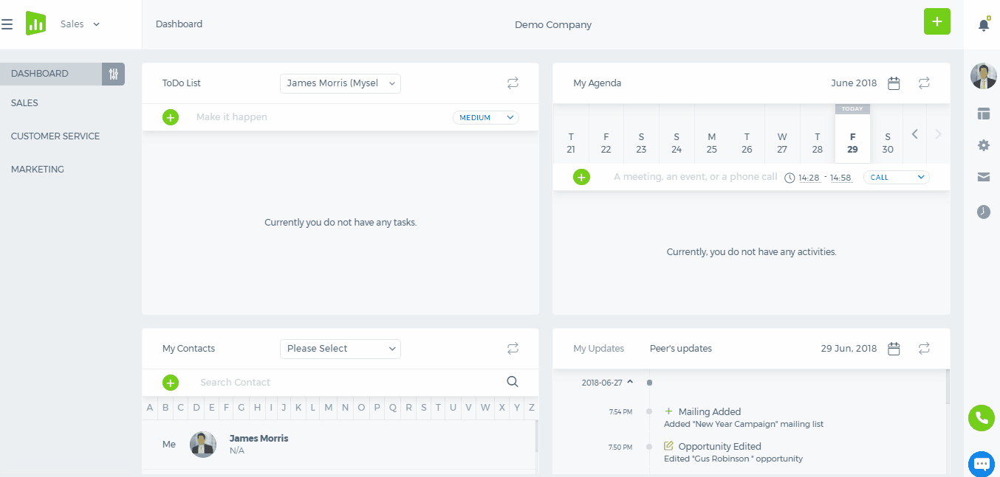 Sales
Dashboard
Demo Company
DASHBOARD
SALES
CUSTOMER SERVICE
MARKETING
ToDo List
James Morris (Mysel
Make it happen
MEDIUM
Currently you do not have any tasks.
My Agenda
June 2018
TODAY
T F S S M T W T F S
21 22 23 24 25 26 27 28 29 30
A meeting, an event, or a phone call 14:28 - 14:58 CALL
Currently, you do not have any activities.
My Contacts
Please Select
Search Contact
A B C D E F G H I J K L M N O P Q R S T U V W X Y Z
Me
James Morris
N/A
My Updates
Peer's updates
29 Jun, 2018
2018-06-27
7:54 PM
Mailing Added
Added "New Year Campaign" mailing list
7:50 PM
Opportunity Edited
Edited "Gus Robinson " opportunity